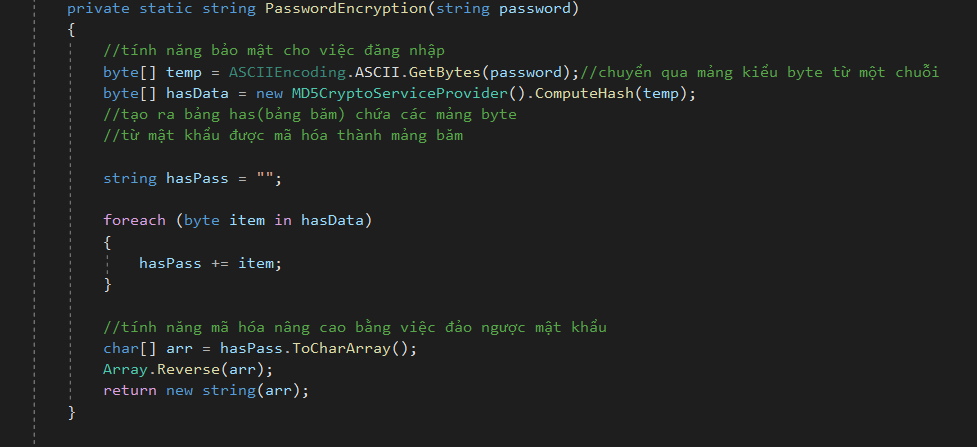 private static string PasswordEncryption(string password)
{
//tính năng bảo mật cho việc đăng nhập
byte[] temp = ASCIIEncoding.ASCII.GetBytes(password);//chuyển qua mảng kiểu byte từ một chuỗi
byte[] hasData = new MD5CryptoServiceProvider().ComputeHash(temp);
//tạo ra bảng has(bảng băm) chứa các mảng byte
//từ mật khẩu được mã hóa thành mảng băm
string hasPass = "";
foreach (byte item in hasData)
{
hasPass += item;
}
//tính năng mã hóa nâng cao bằng việc đảo ngược mật khẩu
char[] arr = hasPass.ToCharArray();
Array.Reverse(arr);
return new string(arr);
}